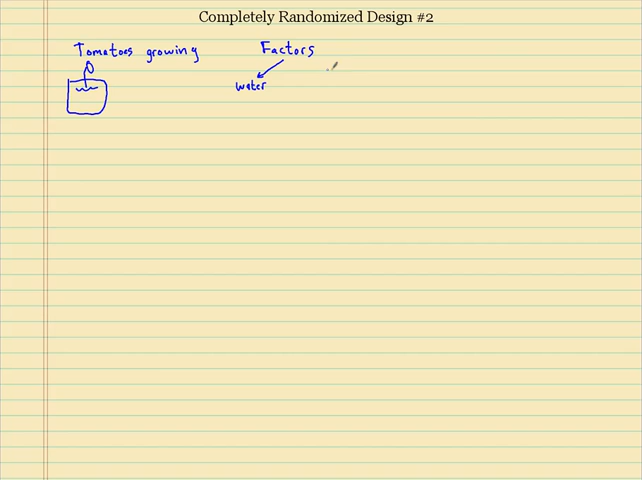 Completely Randomized Design #2
Tomatoes growing Factors
water